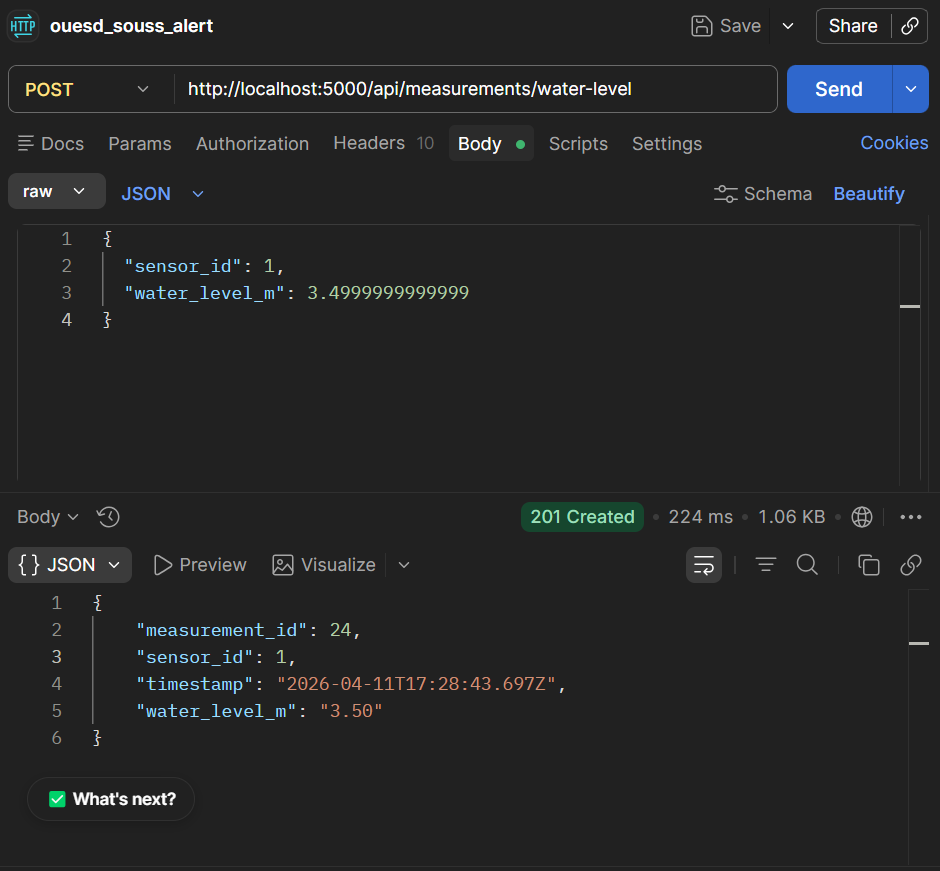 HTTP ouesd_souss_alert Save Share
POST http://localhost:5000/api/measurements/water-level Send
Docs Params Authorization Headers 10 Body Scripts Settings Cookies
raw JSON Schema Beautify
1 {
2 "sensor_id": 1,
3 "water_level_m": 3.4999999999999
4 }
Body 201 Created • 224 ms • 1.06 KB •
{} JSON Preview Visualize
1 {
2 "measurement_id": 24,
3 "sensor_id": 1,
4 "timestamp": "2026-04-11T17:28:43.697Z",
5 "water_level_m": "3.50"
6 }
✅ What's next?